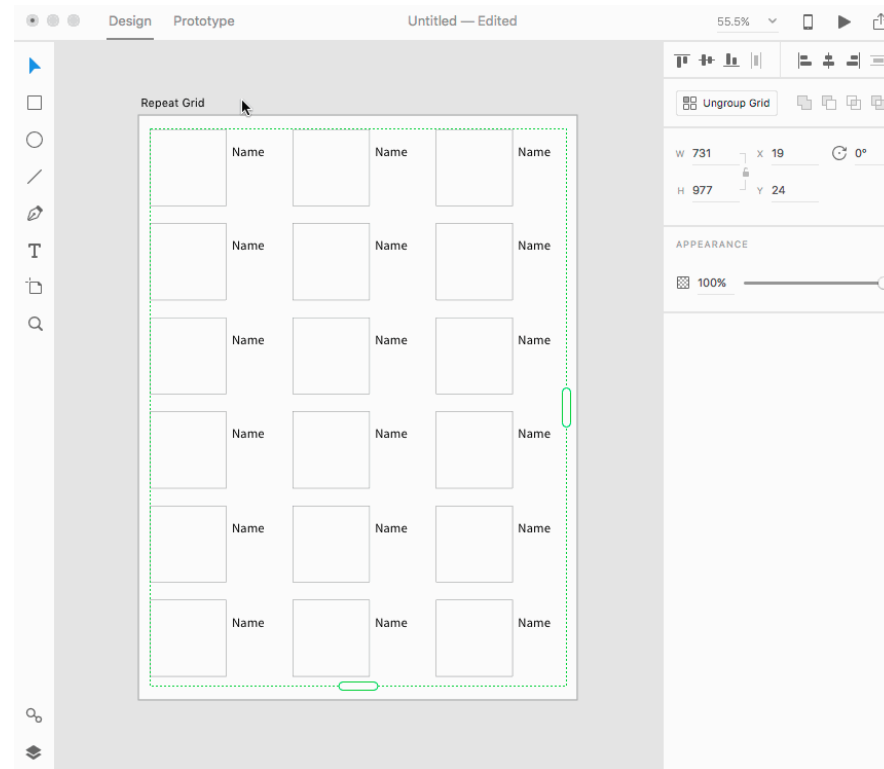 Design Prototype Untitled — Edited 55.5%
Repeat Grid
Ungroup Grid
W 731 X 19 0°
H 977 Y 24
APPEARANCE
100%
Name Name Name
Name Name Name
Name Name Name
Name Name Name
Name Name Name
Name Name Name
T